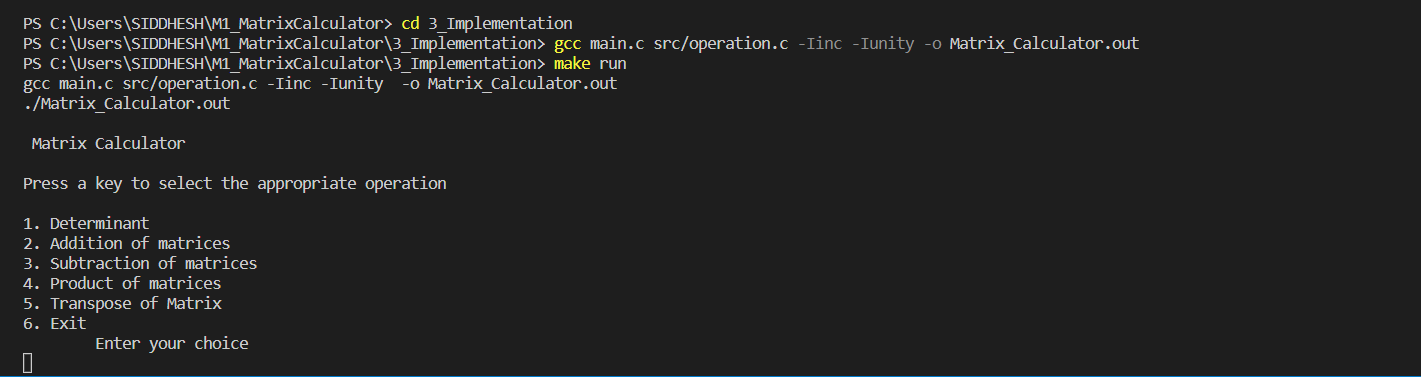 PS C:\Users\SIDDHESH\M1_MatrixCalculator> cd 3_Implementation
PS C:\Users\SIDDHESH\M1_MatrixCalculator\3_Implementation> gcc main.c src/operation.c -Iinc -Iunity -o Matrix_Calculator.out
PS C:\Users\SIDDHESH\M1_MatrixCalculator\3_Implementation> make run
gcc main.c src/operation.c -Iinc -Iunity  -o Matrix_Calculator.out
./Matrix_Calculator.out
Matrix Calculator
Press a key to select the appropriate operation
1. Determinant
2. Addition of matrices
3. Subtraction of matrices
4. Product of matrices
5. Transpose of Matrix
6. Exit
Enter your choice